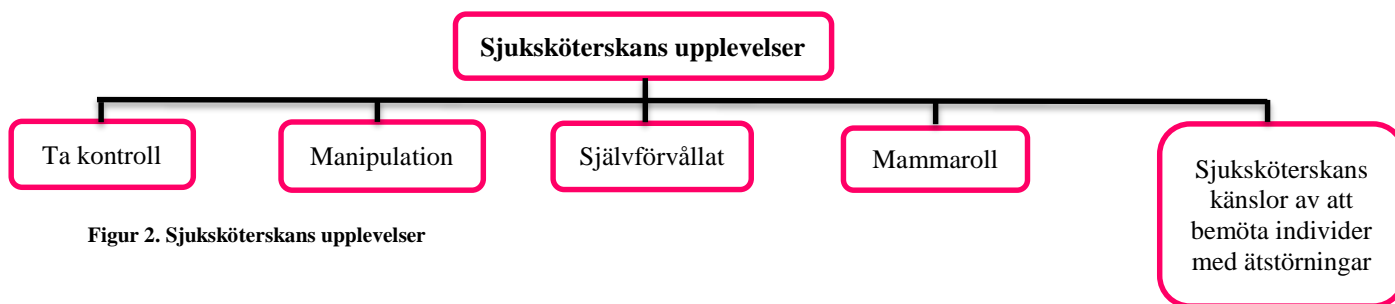 Sjuksköterskans upplevelser
Ta kontroll
Manipulation
Självförvållat
Mammaroll
Sjuksköterskans
känslor av att
bemöta individer
med ätstörningar
Figur 2. Sjuksköterskans upplevelser